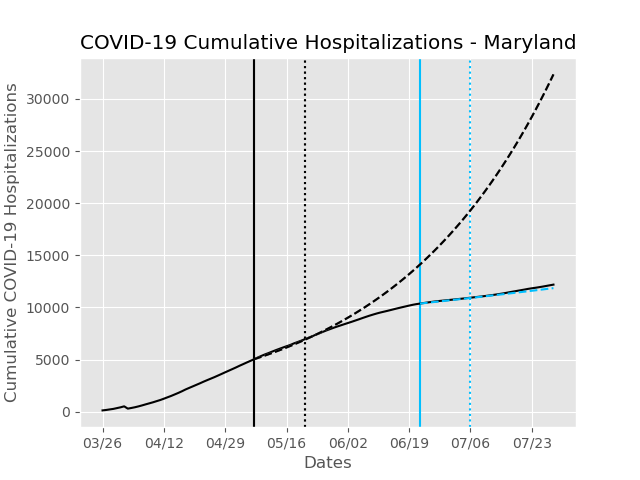 COVID-19 Cumulative Hospitalizations - Maryland
Cumulative COVID-19 Hospitalizations
30000
25000
20000
15000
10000
5000
0
03/26 04/12 04/29 05/16 06/02 06/19 07/06 07/23
Dates